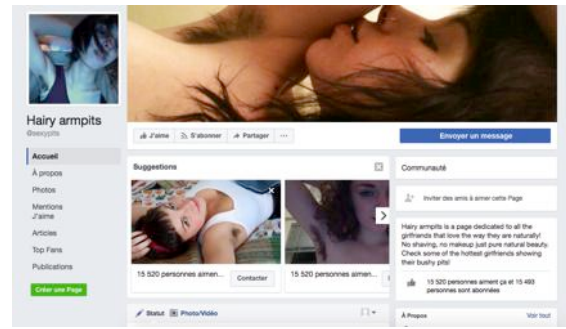 Hairy armpits
@sexypits
Accueil
À propos
Photos
Mentions
J'aime
Articles
Top Fans
Publications
Créer une Page
J'aime S'abonner Partager ...
Envoyer un message
Suggestions
15 520 personnes aimen...
Contacter
15 520 personnes aimen...
Statut Photo/Vidéo
Communauté
Inviter des amis à aimer cette Page
Hairy armpits is a page dedicated to all the
girlfriends that love the way they are naturally!
No shaving, no makeup just pure natural beauty.
Check some of the hottest girlfriends showing
their bushy pits!
15 520 personnes aiment ça et 15 493
personnes sont abonnées
À Propos Voir tout